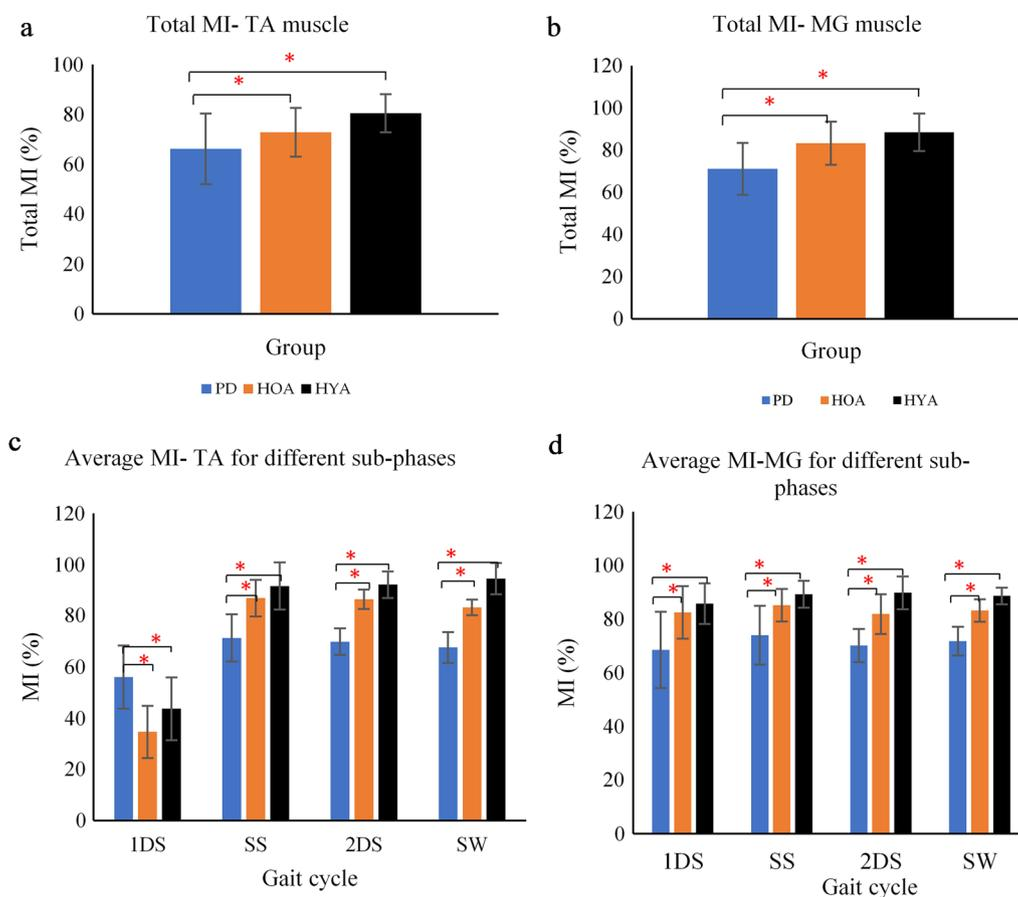 a
Total MI- TA muscle
100
80
60
40
20
0
Total MI (%)
* *
Group
PD HOA HYA
b
Total MI- MG muscle
120
100
80
60
40
20
0
Total MI (%)
* *
Group
PD HOA HYA
c
Average MI- TA for different sub-phases
120
100
80
60
40
20
0
MI (%)
* * * * * * * *
1DS SS 2DS SW
Gait cycle
d
Average MI-MG for different sub-
phases
120
100
80
60
40
20
0
MI (%)
* * * * * * * *
1DS SS 2DS SW
Gait cycle